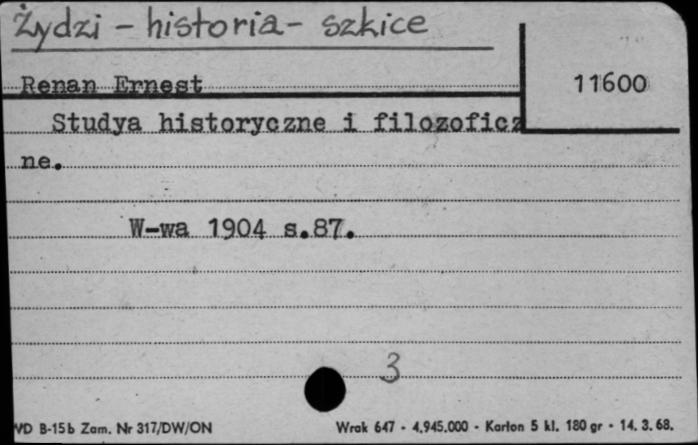 Żydzi - historia - szkice
Renan Ernest
11600
Studya historyczne i filozoficz
ne.
W-wa 1904 s.87.
3
WD B-15b Zam. Nr 317/DW/ON
Wrak 647 - 4.945.000 - Karton 5 kl. 180 gr - 14. 3. 68.